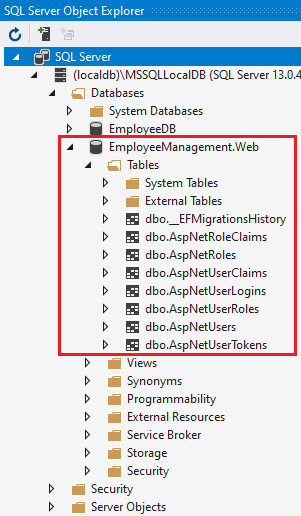 SQL Server Object Explorer
SQL Server
(localdb)\MSSQLLocalDB (SQL Server 13.0.4
Databases
System Databases
EmployeeDB
EmployeeManagement.Web
Tables
System Tables
External Tables
dbo.__EFMigrationsHistory
dbo.AspNetRoleClaims
dbo.AspNetRoles
dbo.AspNetUserClaims
dbo.AspNetUserLogins
dbo.AspNetUserRoles
dbo.AspNetUsers
dbo.AspNetUserTokens
Views
Synonyms
Programmability
External Resources
Service Broker
Storage
Security
Security
Server Objects